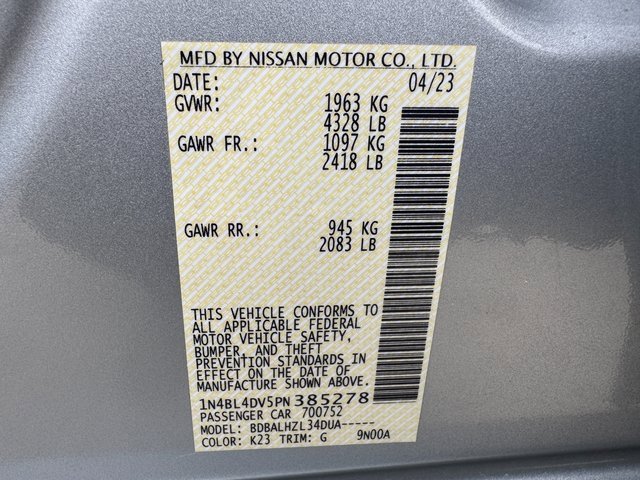 MFD BY NISSAN MOTOR CO., LTD.
DATE: 04/23
GVWR: 1963 KG
4328 LB
GAWR FR.: 1097 KG
2418 LB
GAWR RR.: 945 KG
2083 LB
THIS VEHICLE CONFORMS TO
ALL APPLICABLE FEDERAL
MOTOR VEHICLE SAFETY,
BUMPER, AND THEFT
PREVENTION STANDARDS IN
EFFECT ON THE DATE OF
MANUFACTURE SHOWN ABOVE.
1N4BL4DV5PN385278
PASSENGER CAR 700752
MODEL: BDBALHZL34DUA-----
COLOR: K23 TRIM: G 9N00A